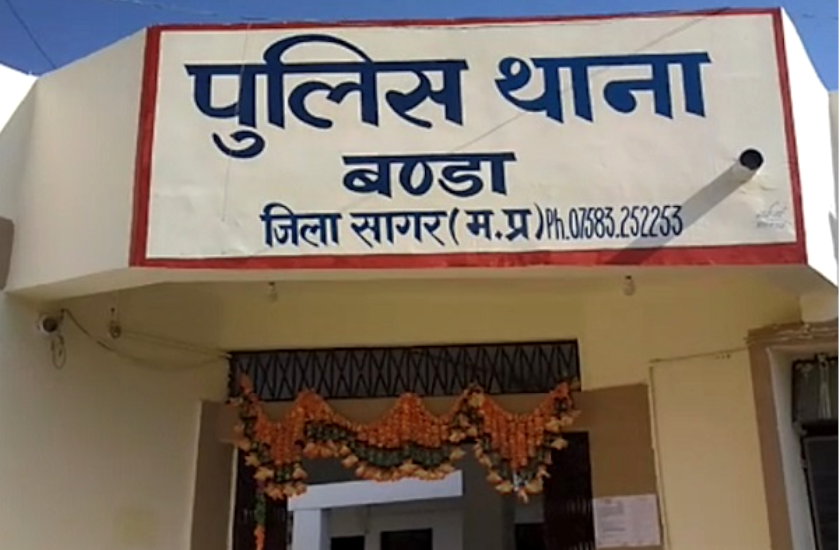 पुलिस थाना
बण्डा
जिला सागर (म.प्र) Ph.07583.252253